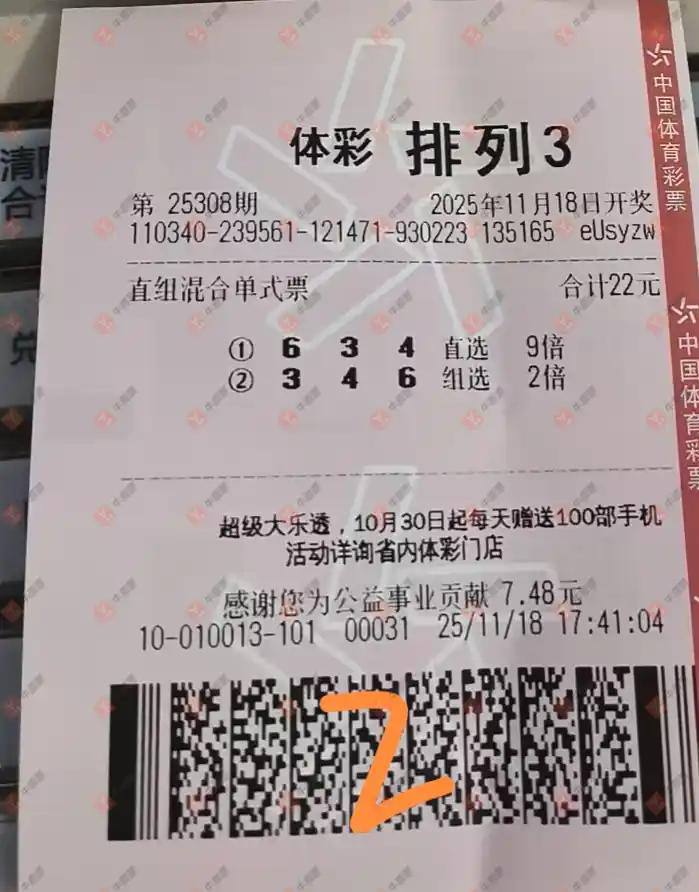 体彩 排列3
第 25308期 2025年11月18日开奖
110340-239561-121471-930223 135165 eUsyzw
直组混合单式票 合计22元
① 6 3 4 直选 9倍
② 3 4 6 组选 2倍
超级大乐透，10月30日起每天赠送100部手机
活动详询省内体彩门店
感谢您为公益事业贡献 7.48元
10-010013-101 00031 25/11/18 17:41:04
Z
中国体育彩票
中国体育彩票